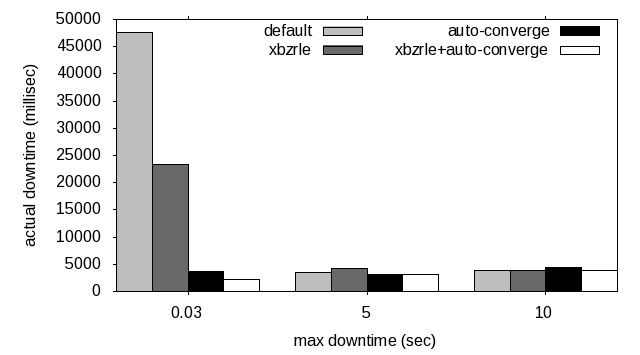 50000
45000
40000
35000
30000
25000
20000
15000
10000
5000
0
actual downtime (millisec)
default
xbzrle
auto-converge
xbzrle+auto-converge
0.03
5
10
max downtime (sec)